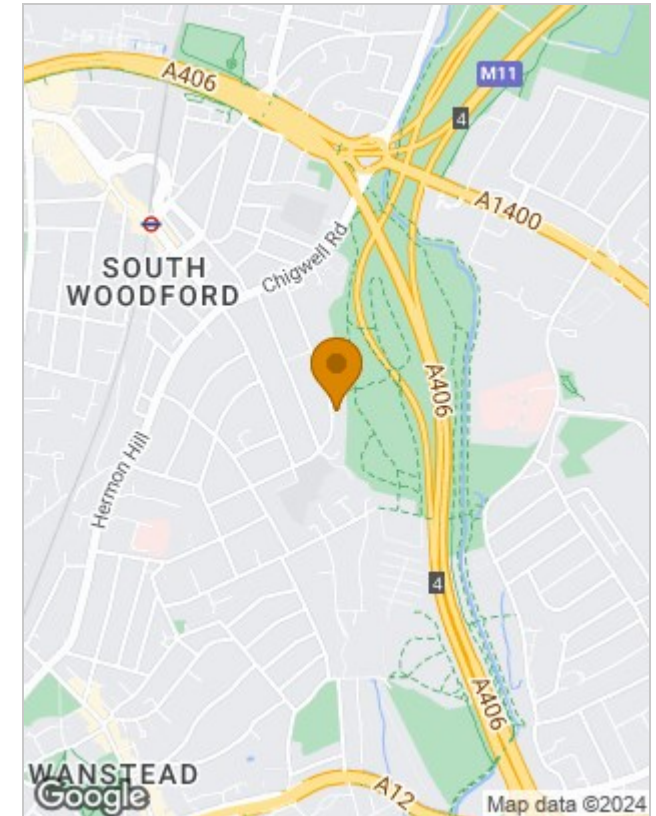 A406
M11
4
A1400
Chigwell Rd
SOUTH
WOODFORD
A406
Hermon Hill
4
A406
WANSTEAD
A12
Google
Map data ©2024